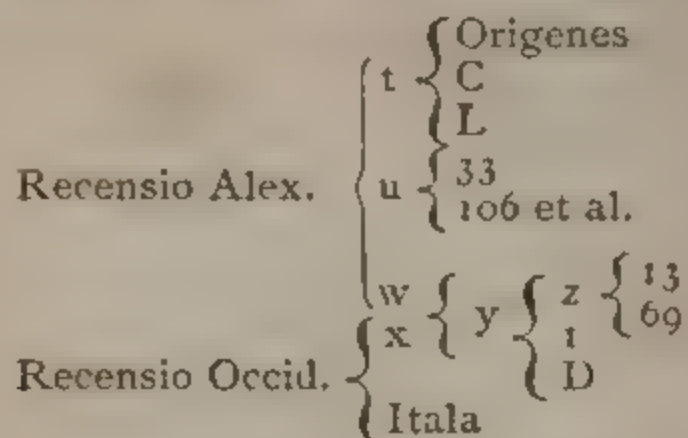 Origenes
t C
L
Recensio Alex. u 33
106 et al.
w z 13
x y 1 69
Recensio Occid. D
Itala